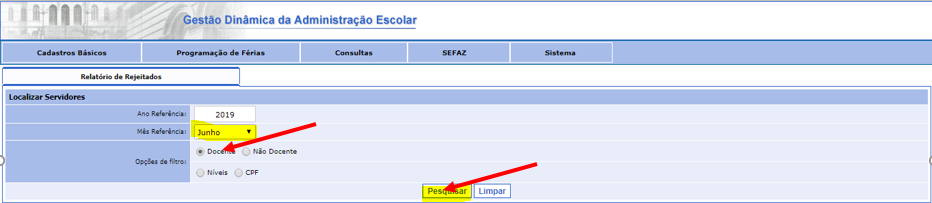 Gestão Dinâmica da Administração Escolar
Cadastros Básicos Programação de Férias Consultas SEFAZ Sistema
Relatório de Rejeitados
Localizar Servidores
Ano Referência: 2019
Mês Referência: Junho
Opções de filtro: Docente Não Docente
Níveis CPF
Pesquisar Limpar